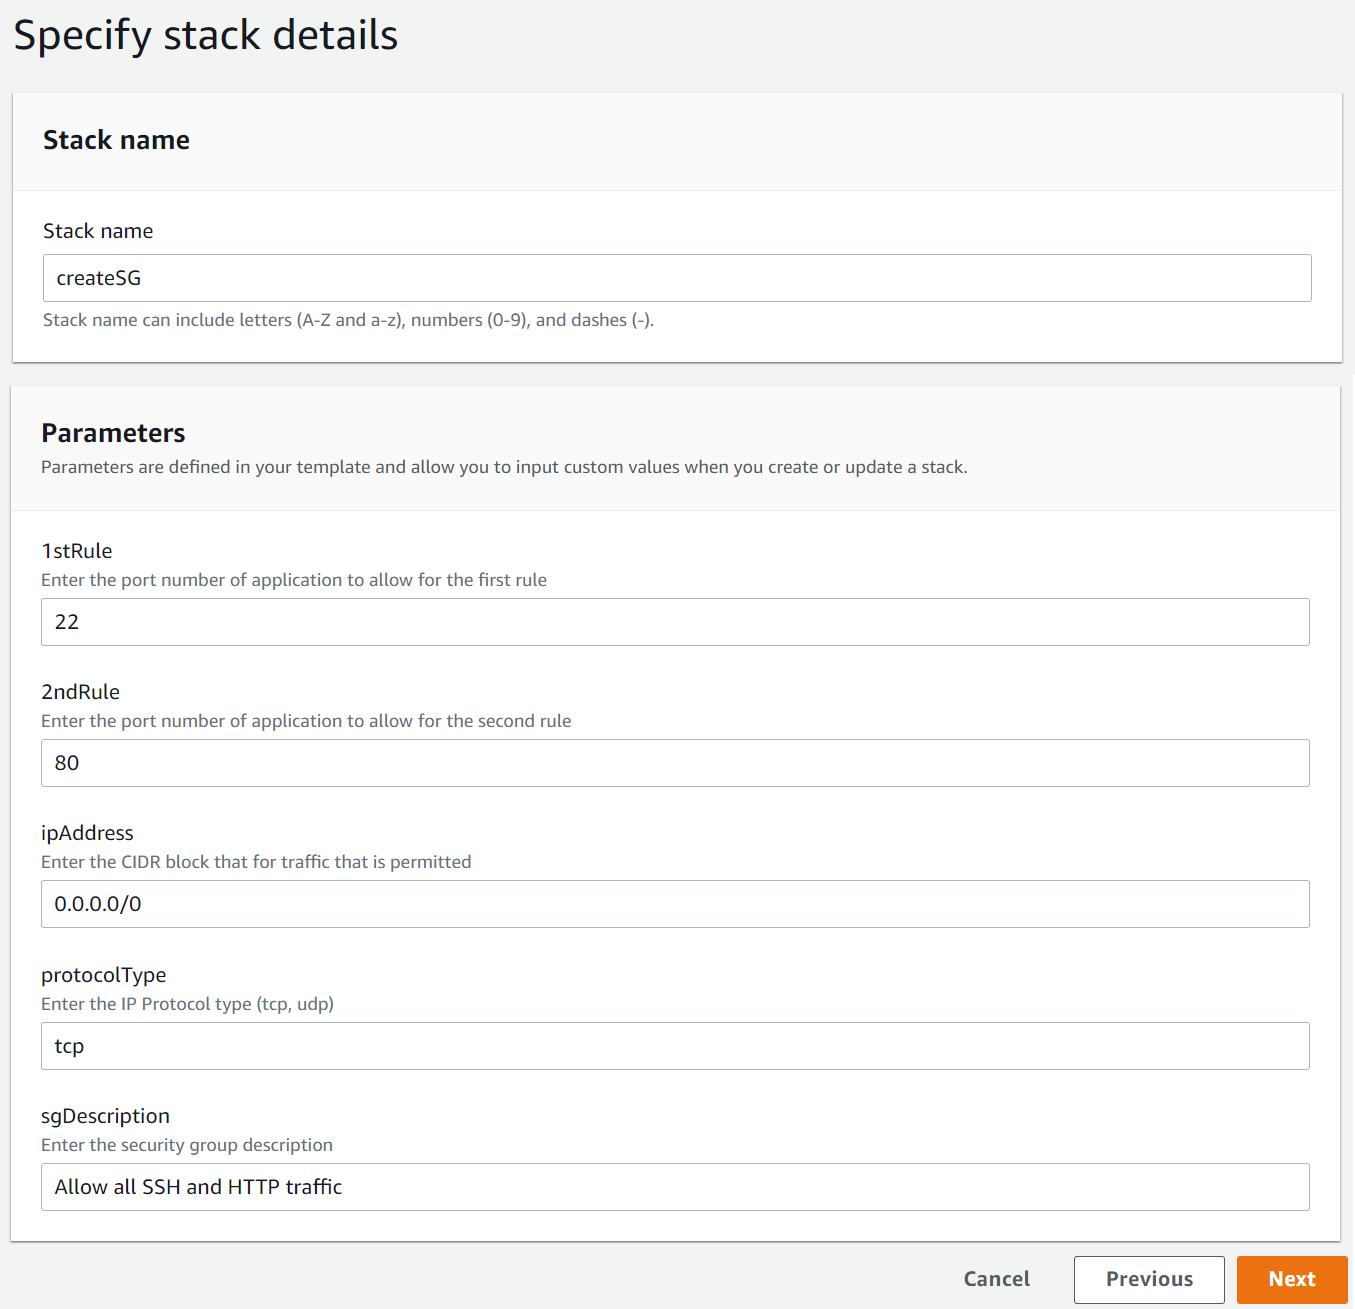 Specify stack details
Stack name
Stack name
createSG
Stack name can include letters (A-Z and a-z), numbers (0-9), and dashes (-).
Parameters
Parameters are defined in your template and allow you to input custom values when you create or update a stack.
1stRule
Enter the port number of application to allow for the first rule
22
2ndRule
Enter the port number of application to allow for the second rule
80
ipAddress
Enter the CIDR block that for traffic that is permitted
0.0.0.0/0
protocolType
Enter the IP Protocol type (tcp, udp)
tcp
sgDescription
Enter the security group description
Allow all SSH and HTTP traffic
Cancel Previous Next